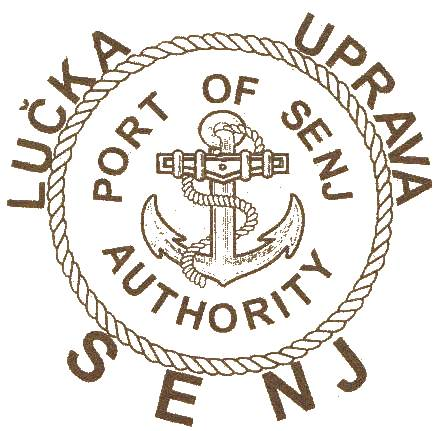 LUČKA UPRAVA
SENJ
PORT OF SENJ
AUTHORITY